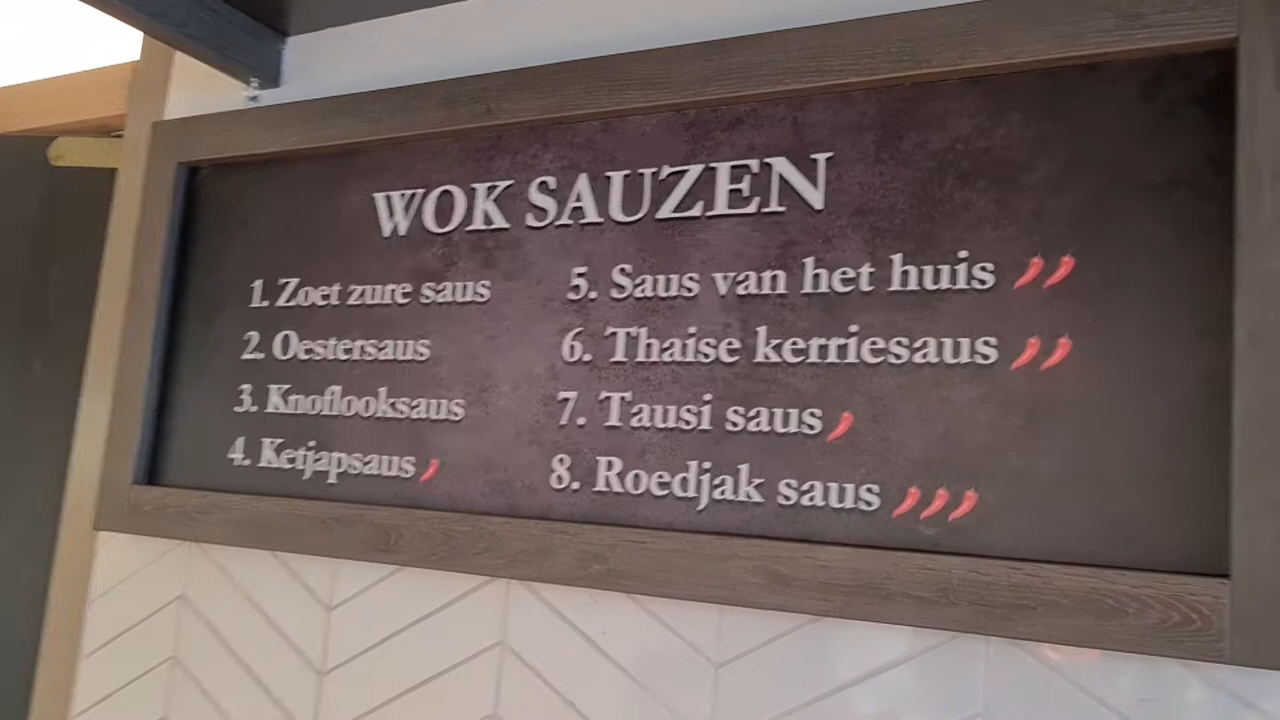 WOK SAUZEN
1. Zoet zure saus
2. Oestersaus
3. Knoflooksaus
4. Ketjapsaus
5. Saus van het huis
6. Thaise kerriesaus
7. Tausi saus
8. Roedjak saus